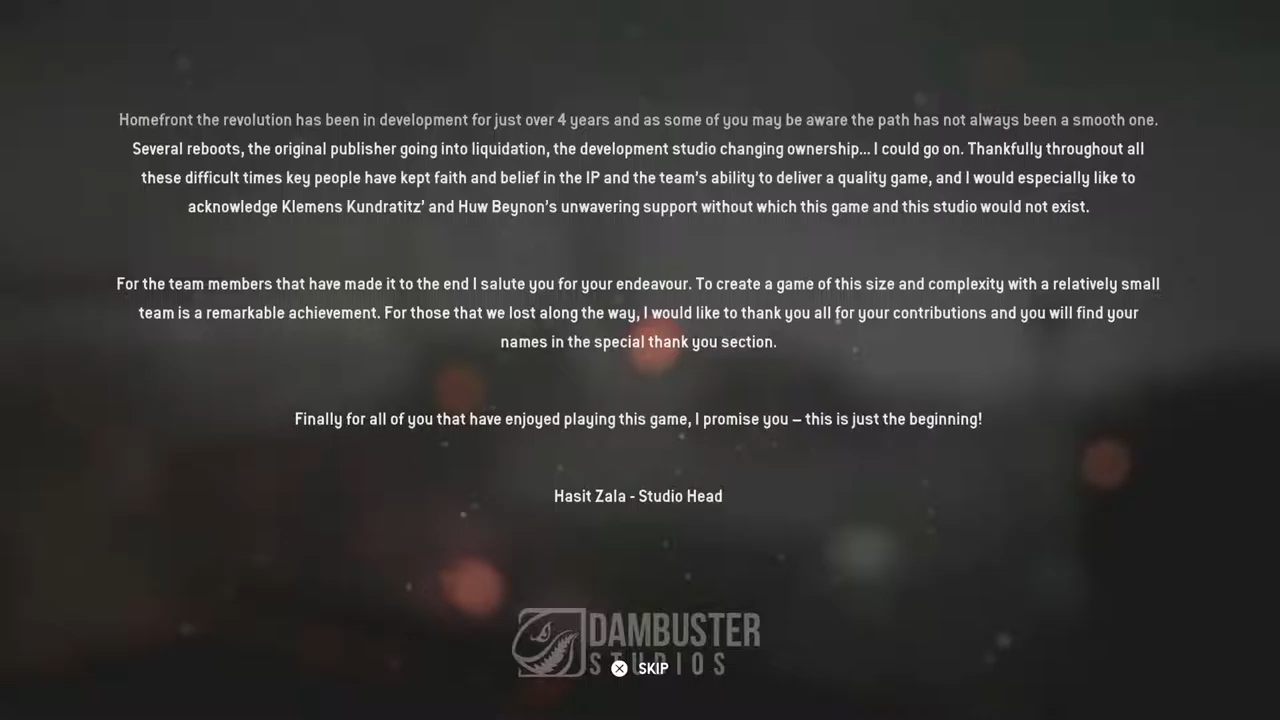 Homefront the revolution has been in development for just over 4 years and as some of you may be aware the path has not always been a smooth one.
Several reboots, the original publisher going into liquidation, the development studio changing ownership... I could go on. Thankfully throughout all
these difficult times key people have kept faith and belief in the IP and the team's ability to deliver a quality game, and I would especially like to
acknowledge Klemens Kundratitz' and Huw Beynon's unwavering support without which this game and this studio would not exist.
For the team members that have made it to the end I salute you for your endeavour. To create a game of this size and complexity with a relatively small
team is a remarkable achievement. For those that we lost along the way, I would like to thank you all for your contributions and you will find your
names in the special thank you section.
Finally for all of you that have enjoyed playing this game, I promise you – this is just the beginning!
Hasit Zala - Studio Head
DAMBUSTER
STUDIOS
SKIP